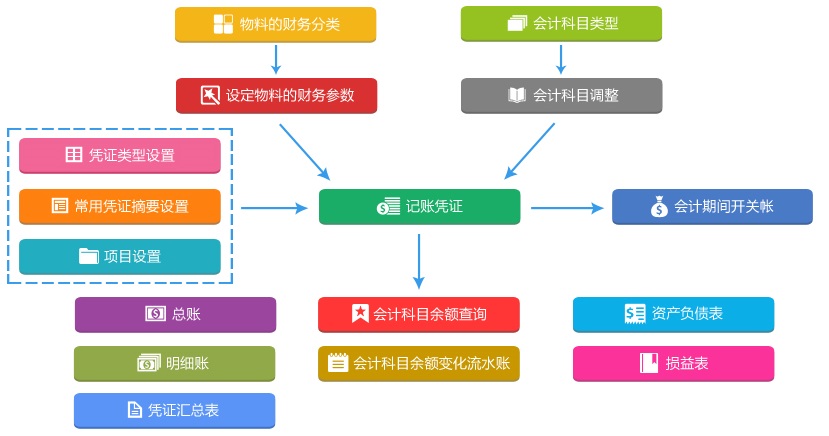 物料的财务分类
会计科目类型
设定物料的财务参数
会计科目调整
凭证类型设置
常用凭证摘要设置
记账凭证
会计期间开关帐
项目设置
总账
会计科目余额查询
资产负债表
明细账
会计科目余额变化流水账
损益表
凭证汇总表